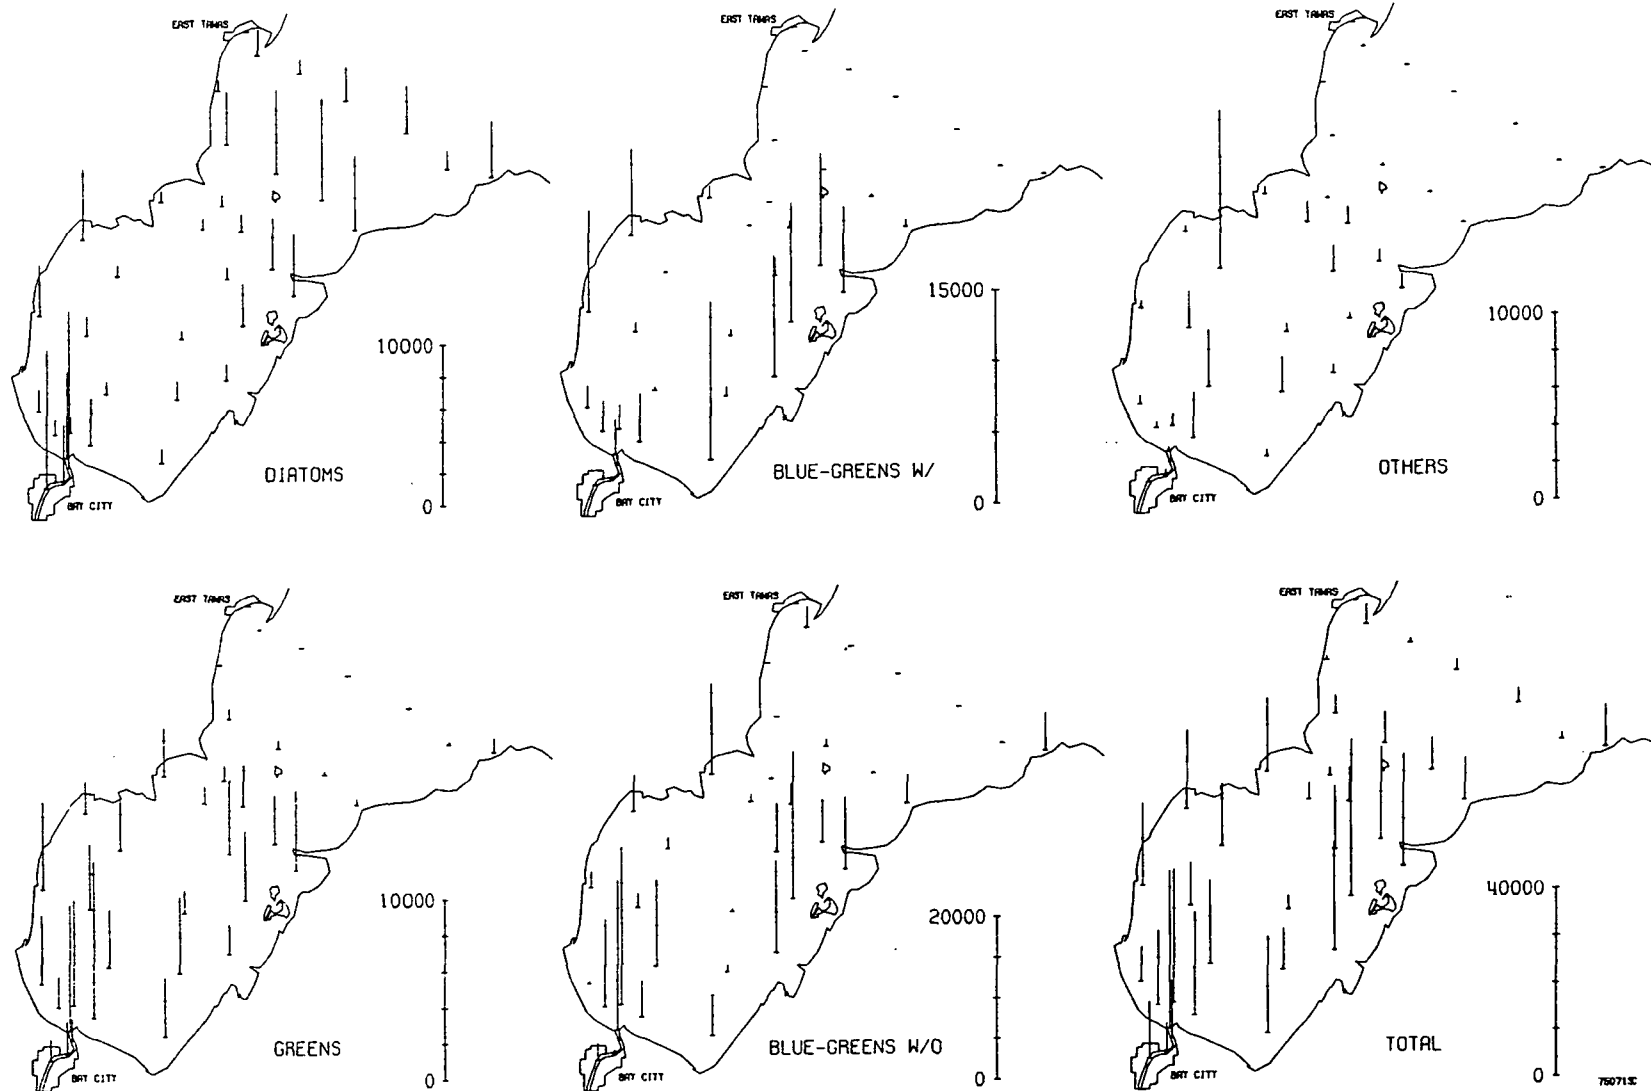 EAST TAWAS
10000
0
DIATOMS
BAY CITY
EAST TAWAS
15000
0
BLUE-GREENS W/
BAY CITY
EAST TAWAS
10000
0
OTHERS
BAY CITY
EAST TAWAS
10000
0
GREENS
BAY CITY
EAST TAWAS
20000
0
BLUE-GREENS W/O
BAY CITY
EAST TAWAS
40000
0
TOTAL
BAY CITY